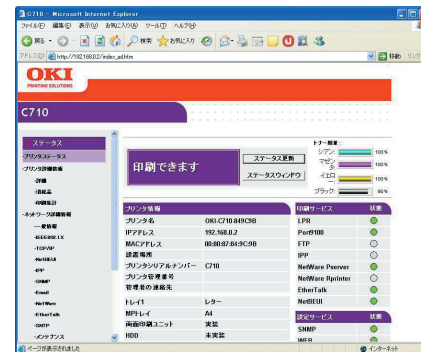 C710 - Microsoft Internet Explorer
ファイル(F) 編集(E) 表示(V) お気に入り(A) ツール(T) ヘルプ(H)
戻る 検索 お気に入り
アドレス(D) http://192.168.0.2/index_ad.htm 移動 リンク
OKI
PRINTING SOLUTIONS
C710
ステータス
-プリンタステータス
-プリンタ詳細情報
-詳細
-消耗品
-印刷集計
-ネットワーク詳細情報
一般情報
-IEEE802.1X
-TCP/IP
-NetBEUI
-IPP
-SNMP
-Email
-NetWare
-EtherTalk
-SNTP
-メンテナンス
印刷できます
ステータス更新
ステータスウィンドウ
トナー残量:
シアン: 100%
マゼンタ: 100%
イエロー: 100%
ブラック: 90%
プリンタ情報
プリンタ名 OKI-C710-849C9B
IPアドレス 192.168.0.2
MACアドレス 00:80:87:84:9C:9B
設置場所
プリンタシリアルナンバー C710
プリンタ管理番号
管理者の連絡先
トレイ1 レター
MPトレイ A4
両面印刷ユニット 実装
HDD 未実装
印刷サービス 状態
LPR
Port9100
FTP
IPP
NetWare Pserver
NetWare Rprinter
EtherTalk
NetBEUI
設定サービス 状態
SNMP
WEB
ページが表示されました
インターネット